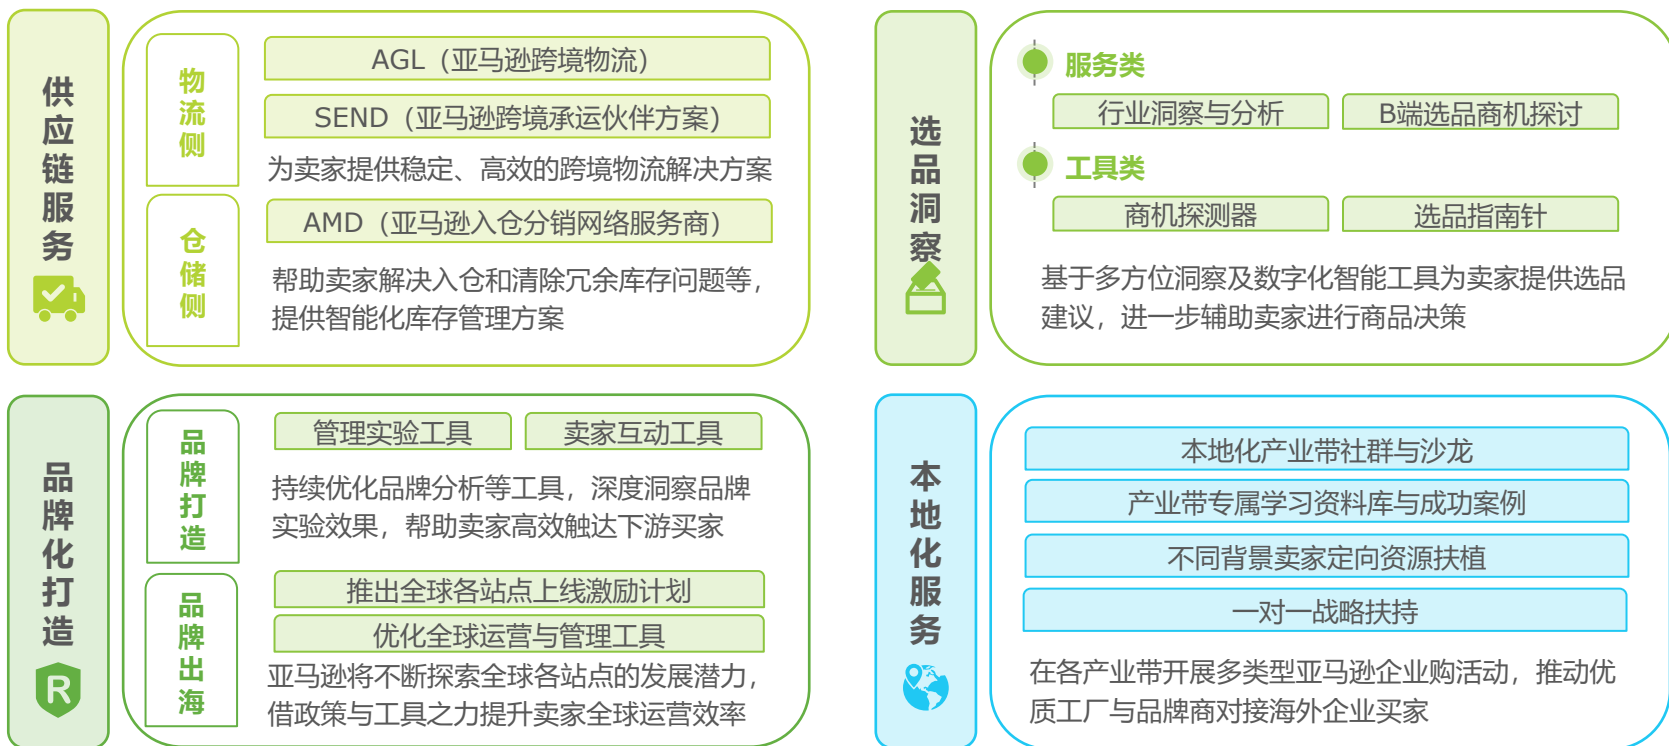 供应链服务
物流侧
AGL（亚马逊跨境物流）
SEND（亚马逊跨境承运伙伴方案）
为卖家提供稳定、高效的跨境物流解决方案
仓储侧
AMD（亚马逊入仓分销网络服务商）
帮助卖家解决入仓和清除冗余库存问题等，
提供智能化库存管理方案
选品洞察
服务类
行业洞察与分析
B端选品商机探讨
工具类
商机探测器
选品指南针
基于多方位洞察及数字化智能工具为卖家提供选品
建议，进一步辅助卖家进行商品决策
品牌化打造
R
品牌打造
管理实验工具
卖家互动工具
持续优化品牌分析等工具，深度洞察品牌
实验效果，帮助卖家高效触达下游买家
品牌出海
推出全球各站点上线激励计划
优化全球运营与管理工具
亚马逊将不断探索全球各站点的发展潜力，
借政策与工具之力提升卖家全球运营效率
本地化服务
本地化产业带社群与沙龙
产业带专属学习资料库与成功案例
不同背景卖家定向资源扶植
一对一战略扶持
在各产业带开展多类型亚马逊企业购活动，推动优
质工厂与品牌商对接海外企业买家